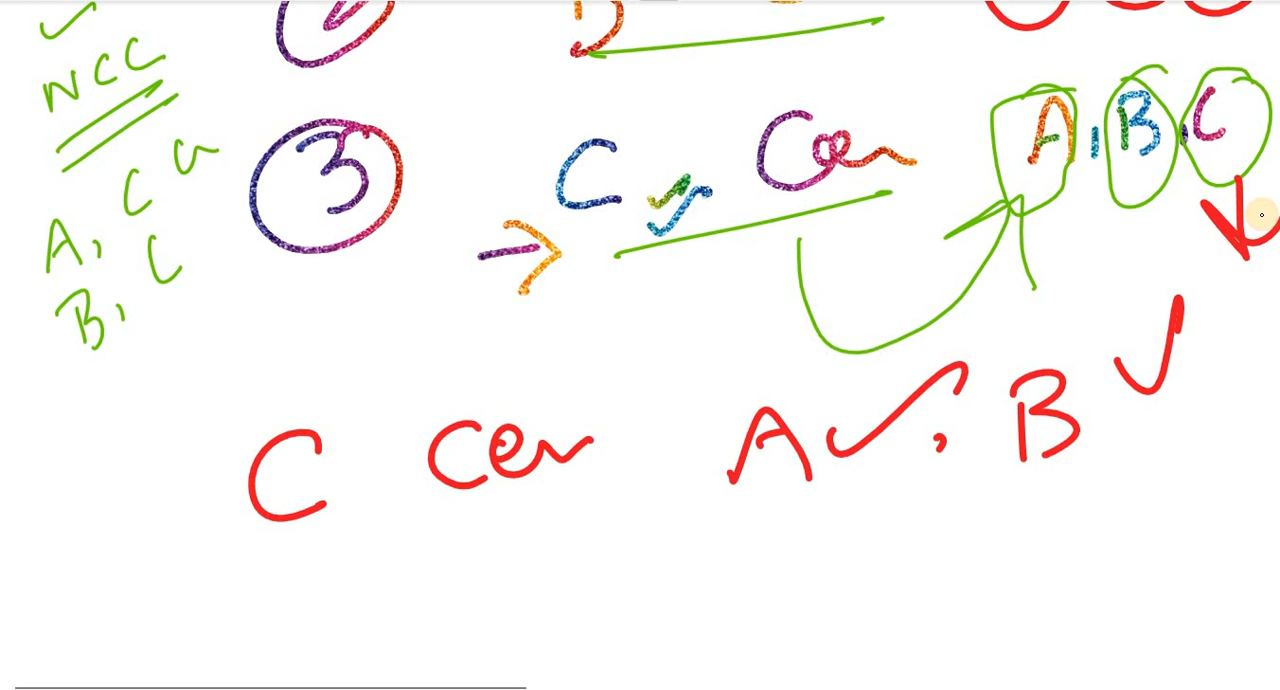 NCC
3 C Cer A, B, C
C
A, C
B,
C Cer A, B